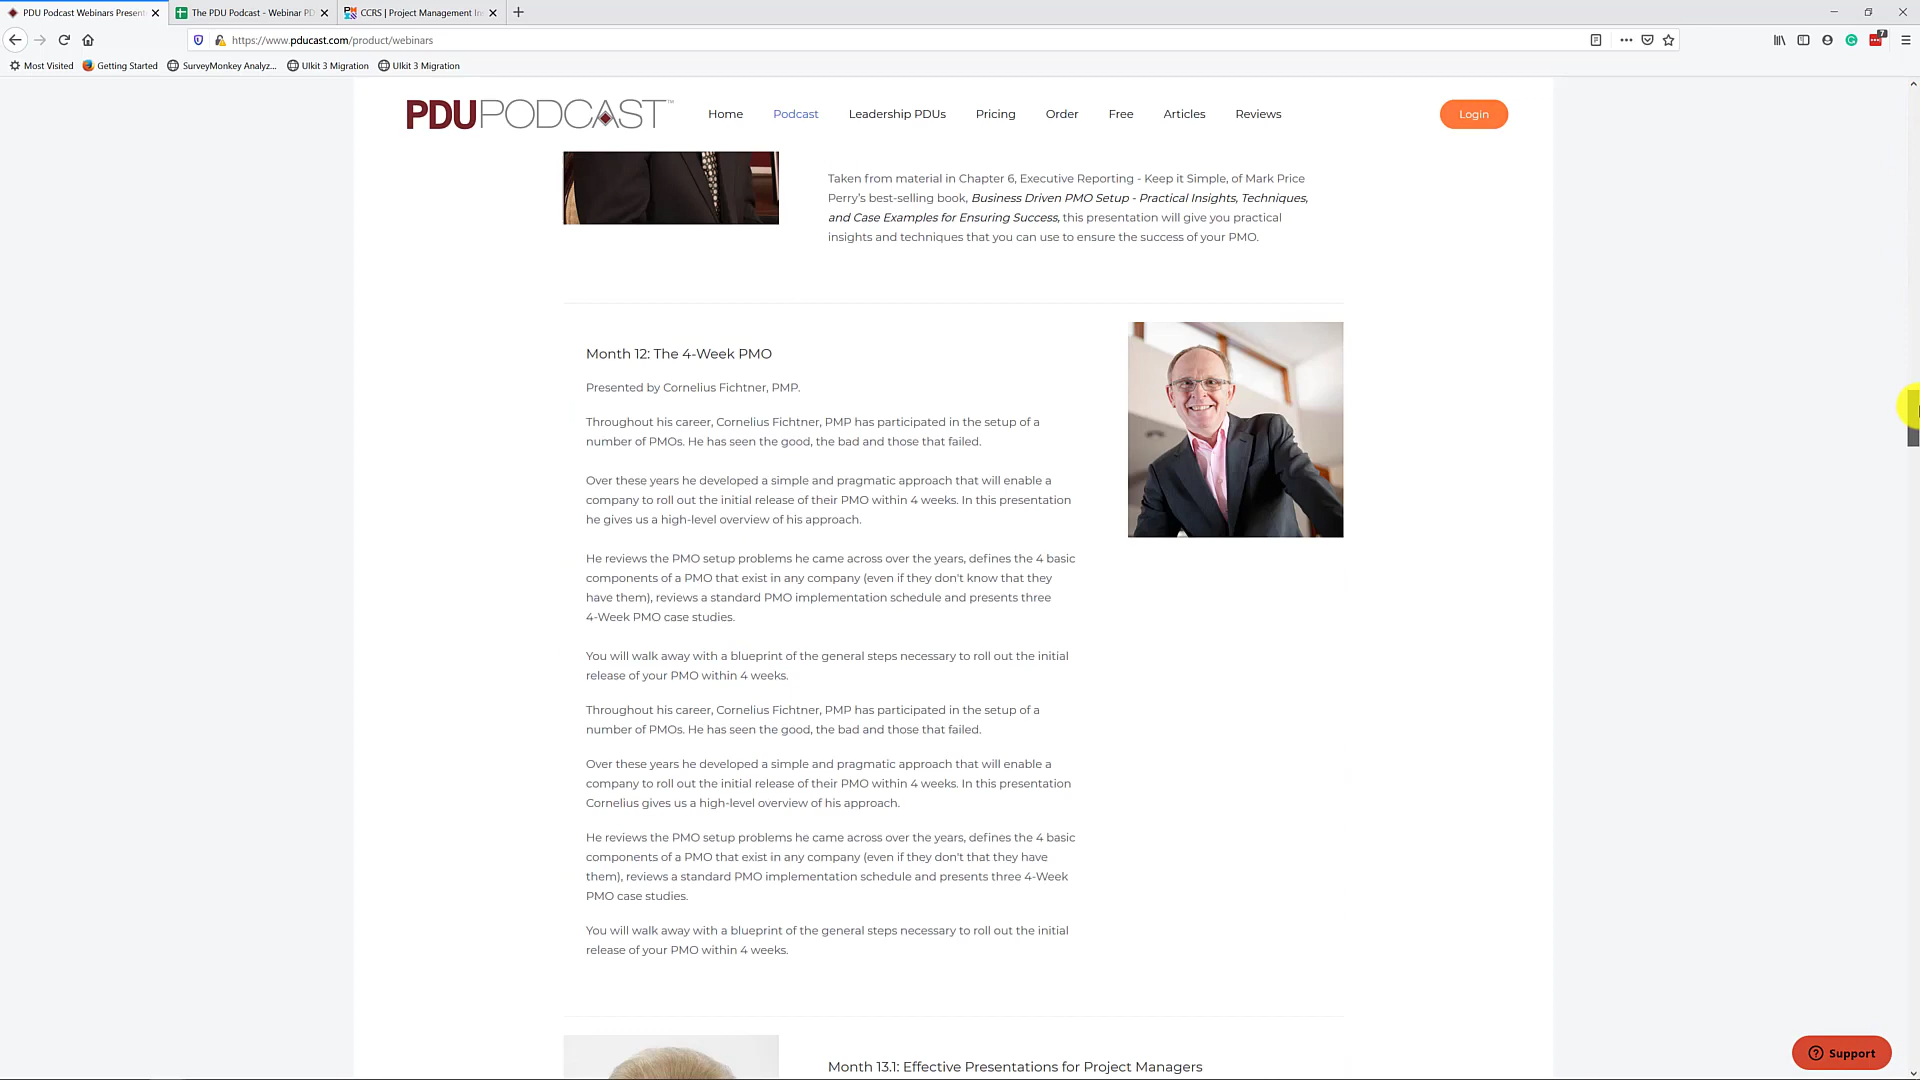 PDU Podcast Webinars Present
The PDU Podcast - Webinar PD
CCRS | Project Management In
https://www.pducast.com/product/webinars
7
Most Visited
Getting Started
SurveyMonkey Analyz...
UIkit 3 Migration
UIkit 3 Migration
PDUPODCAST™
Home
Podcast
Leadership PDUs
Pricing
Order
Free
Articles
Reviews
Login
Taken from material in Chapter 6, Executive Reporting - Keep it Simple, of Mark Price
Perry's best-selling book, Business Driven PMO Setup - Practical Insights, Techniques,
and Case Examples for Ensuring Success, this presentation will give you practical
insights and techniques that you can use to ensure the success of your PMO.
Month 12: The 4-Week PMO
Presented by Cornelius Fichtner, PMP.
Throughout his career, Cornelius Fichtner, PMP has participated in the setup of a
number of PMOs. He has seen the good, the bad and those that failed.
Over these years he developed a simple and pragmatic approach that will enable a
company to roll out the initial release of their PMO within 4 weeks. In this presentation
he gives us a high-level overview of his approach.
He reviews the PMO setup problems he came across over the years, defines the 4 basic
components of a PMO that exist in any company (even if they don't know that they
have them), reviews a standard PMO implementation schedule and presents three
4-Week PMO case studies.
You will walk away with a blueprint of the general steps necessary to roll out the initial
release of your PMO within 4 weeks.
Throughout his career, Cornelius Fichtner, PMP has participated in the setup of a
number of PMOs. He has seen the good, the bad and those that failed.
Over these years he developed a simple and pragmatic approach that will enable a
company to roll out the initial release of their PMO within 4 weeks. In this presentation
Cornelius gives us a high-level overview of his approach.
He reviews the PMO setup problems he came across over the years, defines the 4 basic
components of a PMO that exist in any company (even if they don't that they have
them), reviews a standard PMO implementation schedule and presents three 4-Week
PMO case studies.
You will walk away with a blueprint of the general steps necessary to roll out the initial
release of your PMO within 4 weeks.
Month 13.1: Effective Presentations for Project Managers
Support